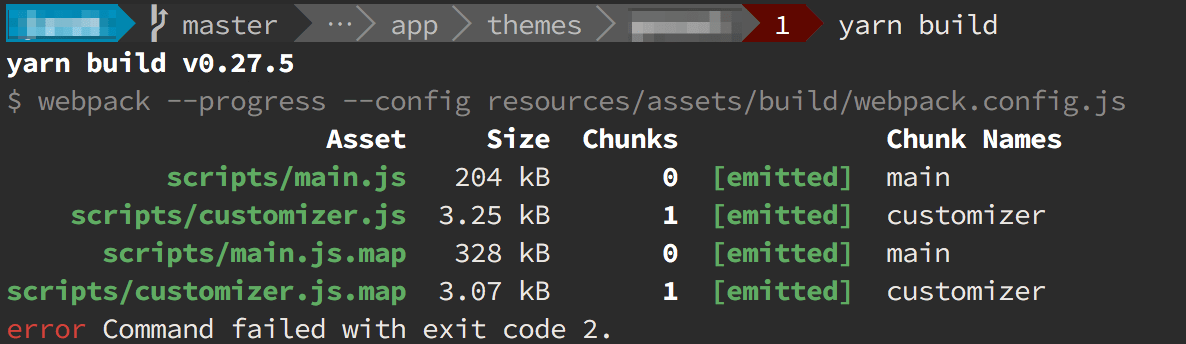 master ... app themes 1 yarn build
yarn build v0.27.5
$ webpack --progress --config resources/assets/build/webpack.config.js
Asset Size Chunks Chunk Names
scripts/main.js 204 kB 0 [emitted] main
scripts/customizer.js 3.25 kB 1 [emitted] customizer
scripts/main.js.map 328 kB 0 [emitted] main
scripts/customizer.js.map 3.07 kB 1 [emitted] customizer
error Command failed with exit code 2.